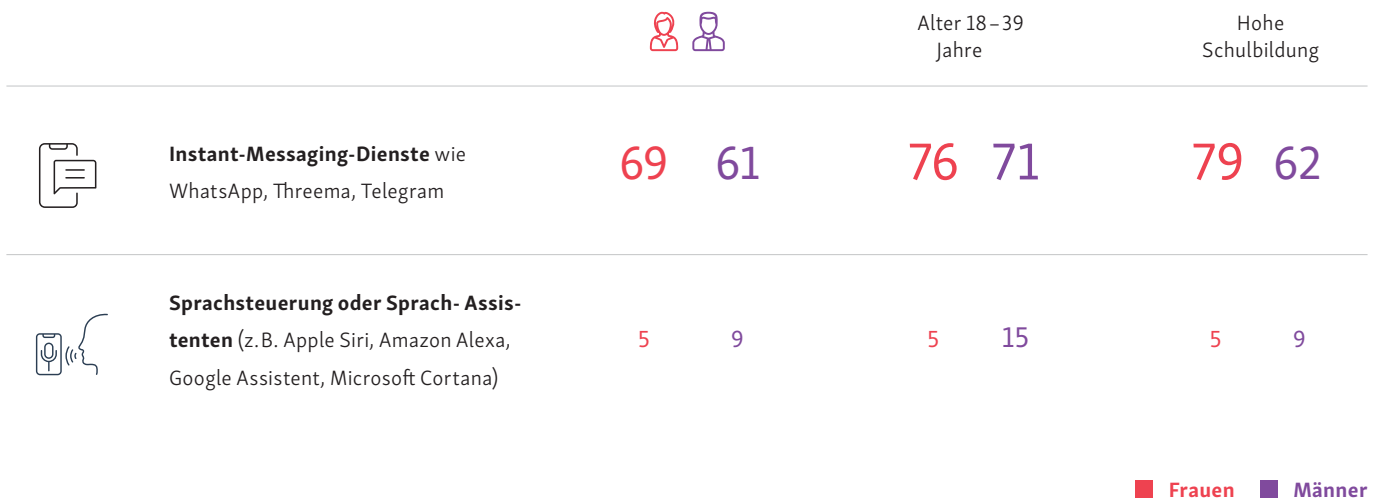 Alter 18–39
Jahre
Hohe
Schulbildung
Instant-Messaging-Dienste wie
WhatsApp, Threema, Telegram
69 61 76 71 79 62
Sprachsteuerung oder Sprach- Assis-
tenten (z.B. Apple Siri, Amazon Alexa,
Google Assistent, Microsoft Cortana)
5 9 5 15 5 9
Frauen Männer